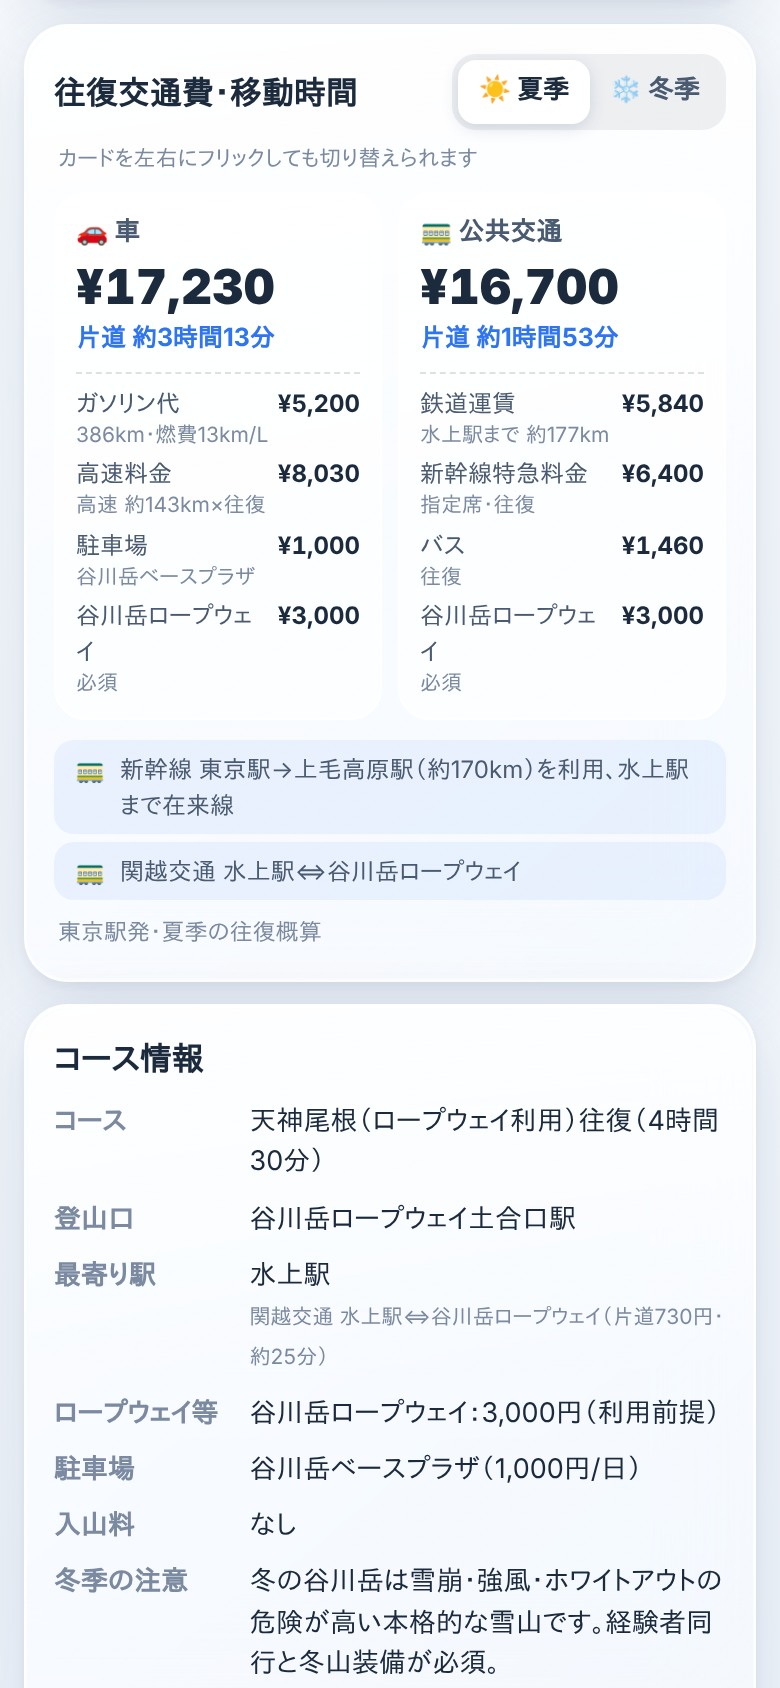 往復交通費･移動時間
☀️ 夏季
❄️ 冬季
カードを左右にフリックしても切り替えられます
🚗 車
¥17,230
片道 約3時間13分
ガソリン代 ¥5,200
386km･燃費13km/L
高速料金 ¥8,030
高速 約143km×往復
駐車場 ¥1,000
谷川岳ベースプラザ
谷川岳ロープウェ ¥3,000
イ
必須
🚃 公共交通
¥16,700
片道 約1時間53分
鉄道運賃 ¥5,840
水上駅まで 約177km
新幹線特急料金 ¥6,400
指定席･往復
バス ¥1,460
往復
谷川岳ロープウェ ¥3,000
イ
必須
🚃 新幹線 東京駅→上毛高原駅（約170km）を利用、水上駅
まで在来線
🚃 関越交通 水上駅⇔谷川岳ロープウェイ
東京駅発･夏季の往復概算
コース情報
コース 天神尾根（ロープウェイ利用）往復（4時間
30分）
登山口 谷川岳ロープウェイ土合口駅
最寄り駅 水上駅
関越交通 水上駅⇔谷川岳ロープウェイ（片道730円･
約25分）
ロープウェイ等 谷川岳ロープウェイ：3,000円（利用前提）
駐車場 谷川岳ベースプラザ（1,000円/日）
入山料 なし
冬季の注意 冬の谷川岳は雪崩･強風･ホワイトアウトの
危険が高い本格的な雪山です。経験者同
行と冬山装備が必須。